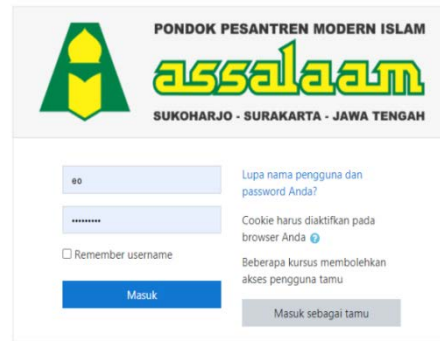 PONDOK PESANTREN MODERN ISLAM
assalaam
SUKOHARJO - SURAKARTA - JAWA TENGAH
eo
•••••••••
Remember username
Masuk
Lupa nama pengguna dan
password Anda?
Cookie harus diaktifkan pada
browser Anda
Beberapa kursus membolehkan
akses pengguna tamu
Masuk sebagai tamu